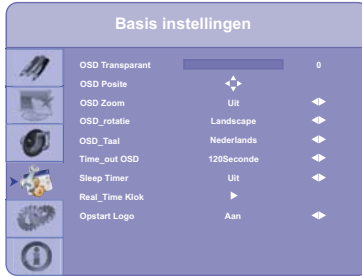 Basis instellingen
OSD Transparant 0
OSD Posite
OSD Zoom Uit
OSD_rotatie Landscape
OSD_Taal Nederlands
Time_out OSD 120Seconde
Sleep Timer Uit
Real_Time Klok
Opstart Logo Aan